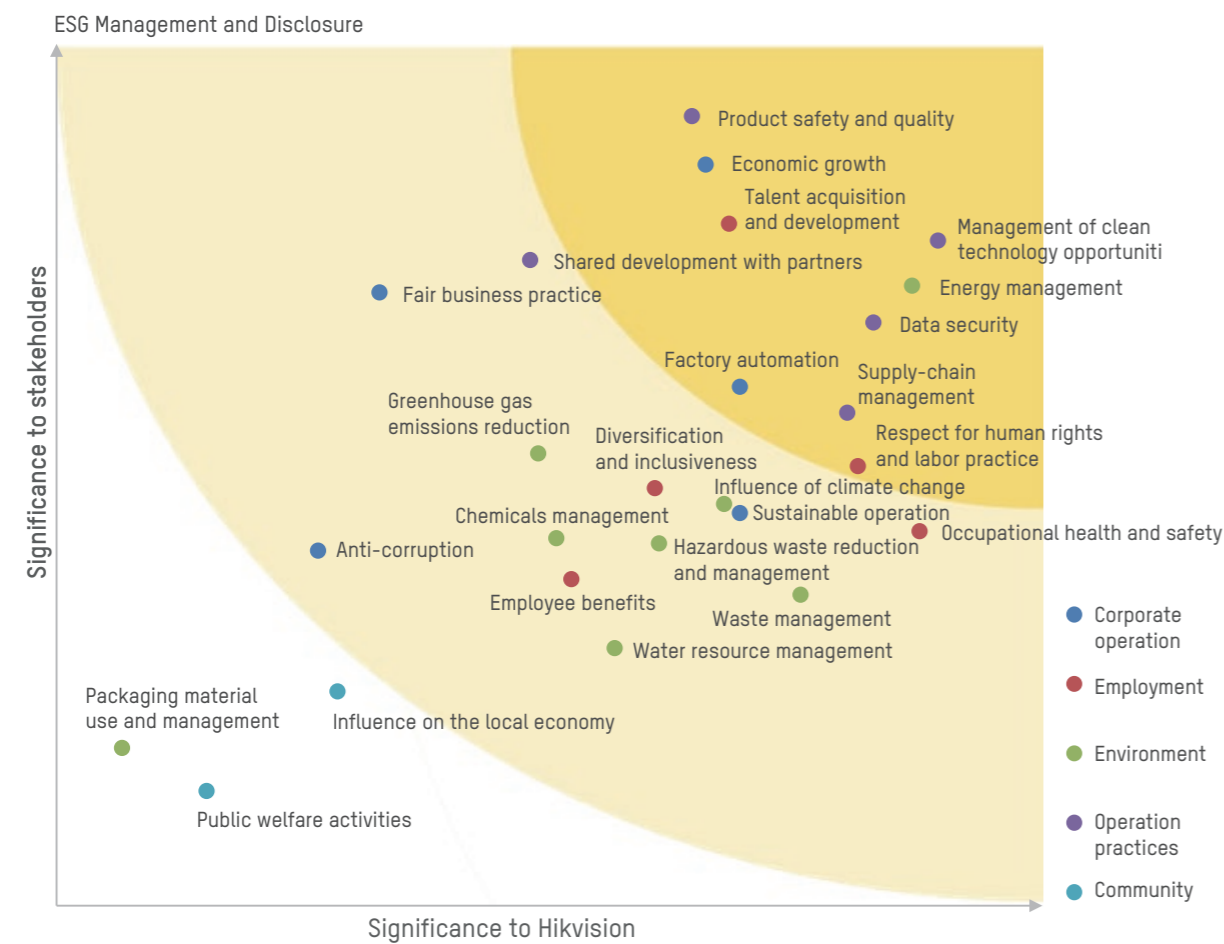 ESG Management and Disclosure
Significance to stakeholders
Product safety and quality
Economic growth
Talent acquisition
and development
Management of clean
technology opportuniti
Shared development with partners
Energy management
Fair business practice
Data security
Factory automation
Supply-chain
management
Greenhouse gas
emissions reduction
Diversification
and inclusiveness
Respect for human rights
and labor practice
Influence of climate change
Chemicals management
Sustainable operation
Occupational health and safety
Anti-corruption
Hazardous waste reduction
and management
Employee benefits
Waste management
Water resource management
Packaging material
use and management
Influence on the local economy
Public welfare activities
Corporate
operation
Employment
Environment
Operation
practices
Community
Significance to Hikvision